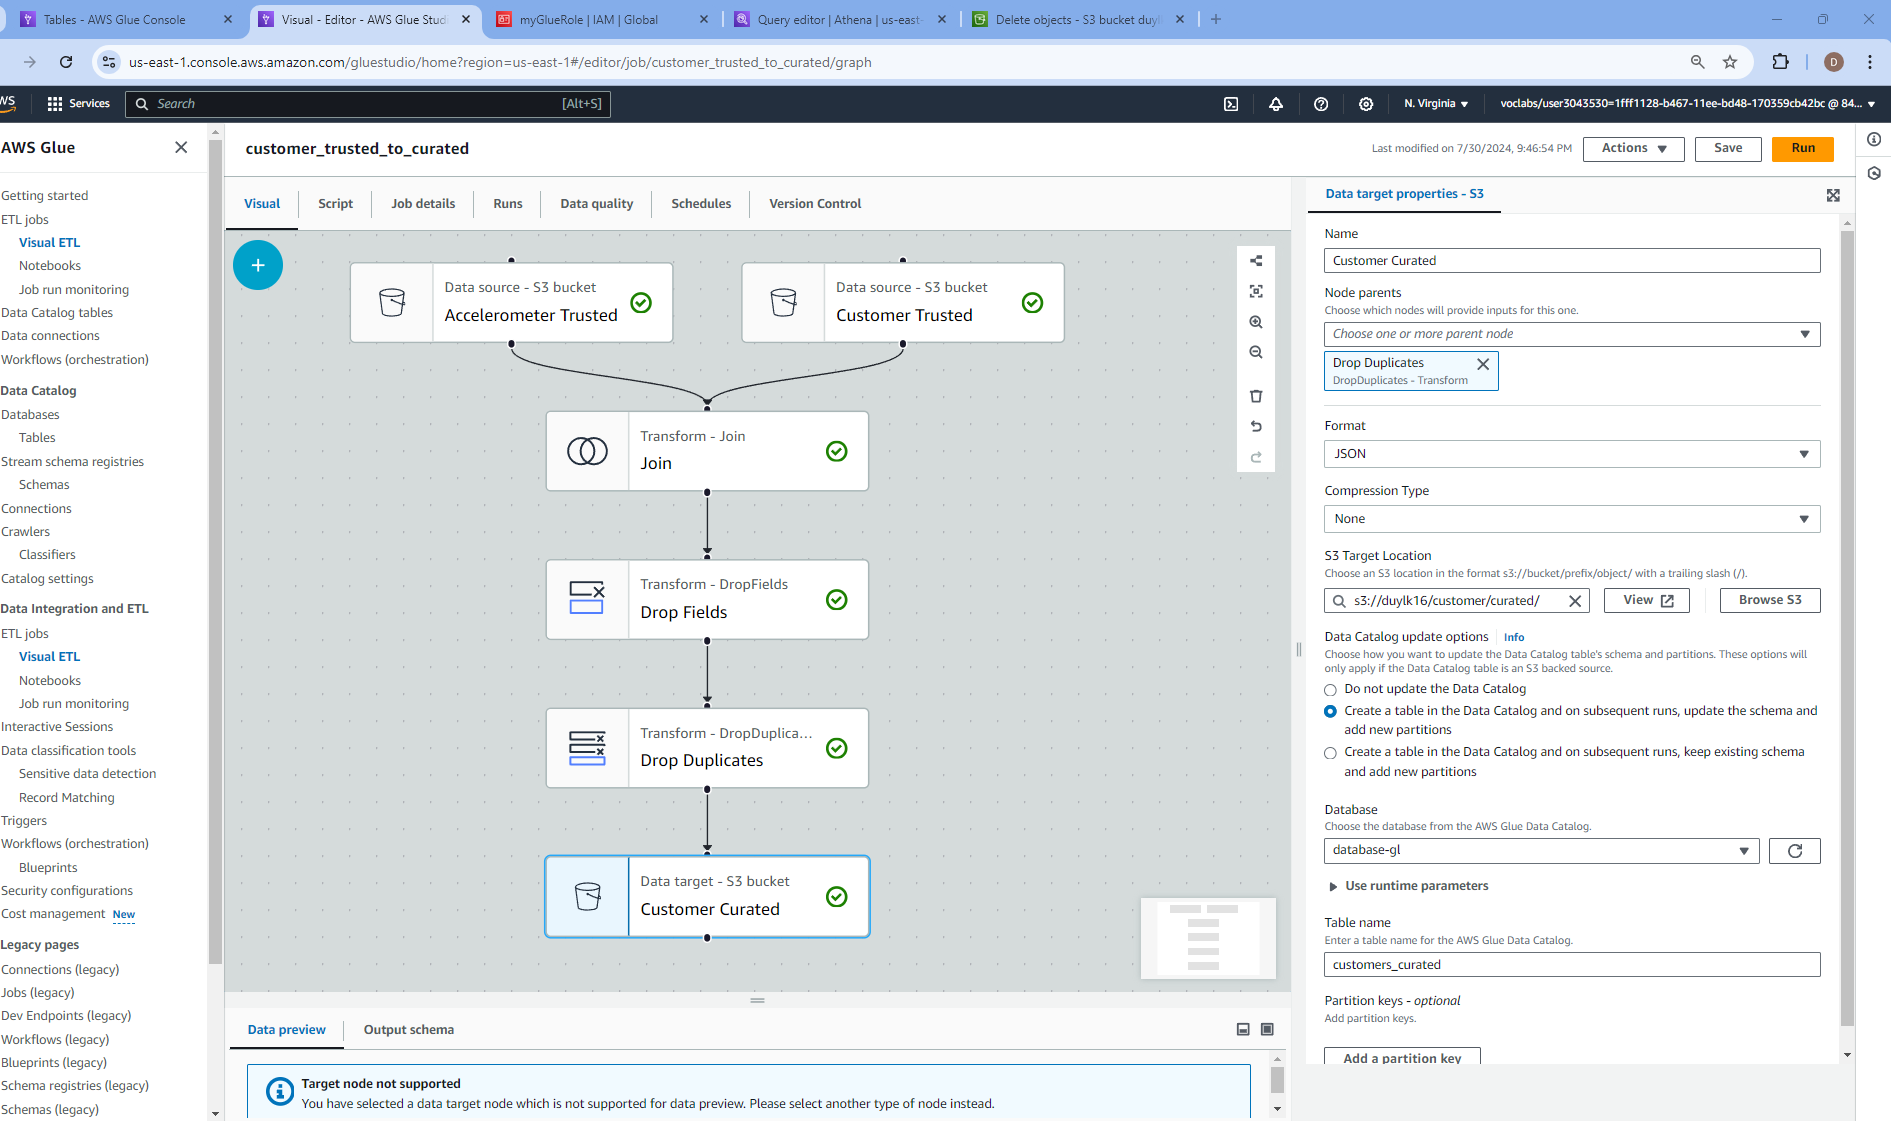 Tables - AWS Glue Console
Visual - Editor - AWS Glue Studi
myGlueRole | IAM | Global
Query editor | Athena | us-east-
Delete objects - S3 bucket duyl
us-east-1.console.aws.amazon.com/gluestudio/home?region=us-east-1#/editor/job/customer_trusted_to_curated/graph
D
Services
Search
[Alt+S]
N. Virginia
voclabs/user3043530=1fff1128-b467-11ee-bd48-170359cb42bc @ 84...
AWS Glue
Getting started
ETL jobs
Visual ETL
Notebooks
Job run monitoring
Data Catalog tables
Data connections
Workflows (orchestration)
Data Catalog
Databases
Tables
Stream schema registries
Schemas
Connections
Crawlers
Classifiers
Catalog settings
Data Integration and ETL
ETL jobs
Visual ETL
Notebooks
Job run monitoring
Interactive Sessions
Data classification tools
Sensitive data detection
Record Matching
Triggers
Workflows (orchestration)
Blueprints
Security configurations
Cost management New
Legacy pages
Connections (legacy)
Jobs (legacy)
Dev Endpoints (legacy)
Workflows (legacy)
Blueprints (legacy)
Schema registries (legacy)
Schemas (legacy)
customer_trusted_to_curated
Last modified on 7/30/2024, 9:46:54 PM
Actions
Save
Run
Visual
Script
Job details
Runs
Data quality
Schedules
Version Control
Data source - S3 bucket
Accelerometer Trusted
Data source - S3 bucket
Customer Trusted
Transform - Join
Join
Transform - DropFields
Drop Fields
Transform - DropDuplica...
Drop Duplicates
Data target - S3 bucket
Customer Curated
Data preview
Output schema
Target node not supported
You have selected a data target node which is not supported for data preview. Please select another type of node instead.
Data target properties - S3
Name
Customer Curated
Node parents
Choose which nodes will provide inputs for this one.
Choose one or more parent node
Drop Duplicates
DropDuplicates - Transform
Format
JSON
Compression Type
None
S3 Target Location
Choose an S3 location in the format s3://bucket/prefix/object/ with a trailing slash (/).
s3://duylk16/customer/curated/
View
Browse S3
Data Catalog update options
Info
Choose how you want to update the Data Catalog table's schema and partitions. These options will
only apply if the Data Catalog table is an S3 backed source.
Do not update the Data Catalog
Create a table in the Data Catalog and on subsequent runs, update the schema and
add new partitions
Create a table in the Data Catalog and on subsequent runs, keep existing schema
and add new partitions
Database
Choose the database from the AWS Glue Data Catalog.
database-gl
Use runtime parameters
Table name
Enter a table name for the AWS Glue Data Catalog.
customers_curated
Partition keys - optional
Add partition keys.
Add a partition key